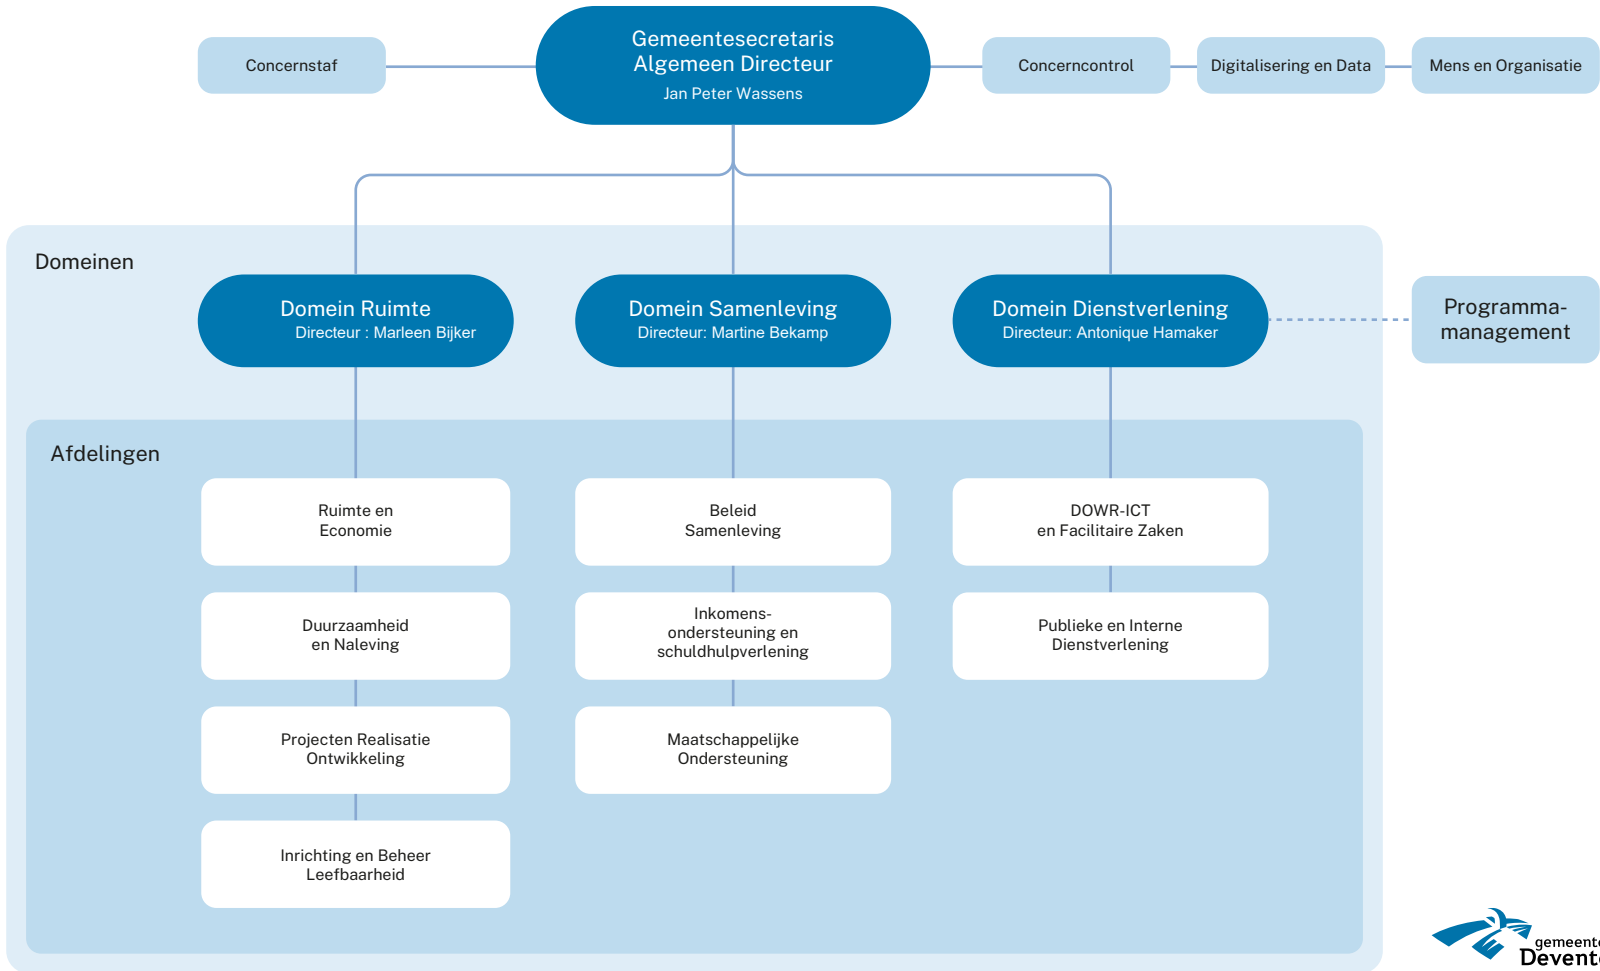 Gemeentesecretaris
Algemeen Directeur
Jan Peter Wassens
Concernstaf
Concerncontrol
Digitalisering en Data
Mens en Organisatie
Domeinen
Domein Ruimte
Directeur : Marleen Bijker
Domein Samenleving
Directeur: Martine Bekamp
Domein Dienstverlening
Directeur: Antonique Hamaker
Programma-
management
Afdelingen
Ruimte en
Economie
Duurzaamheid
en Naleving
Projecten Realisatie
Ontwikkeling
Inrichting en Beheer
Leefbaarheid
Beleid
Samenleving
Inkomens-
ondersteuning en
schuldhulpverlening
Maatschappelijke
Ondersteuning
DOWR-ICT
en Facilitaire Zaken
Publieke en Interne
Dienstverlening
gemeente
Devente